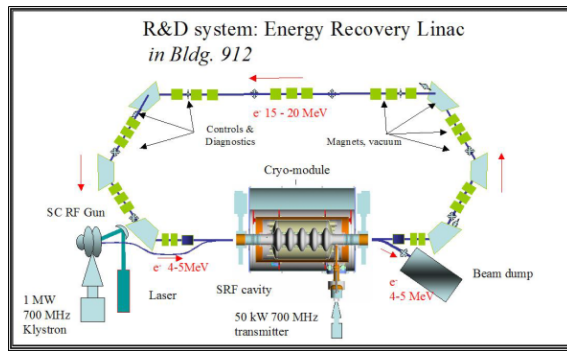 R&D system: Energy Recovery Linac
in Bldg. 912
e- 15 - 20 MeV
Controls &
Diagnostics
Magnets, vacuum
Cryo-module
SC RF Gun
e- 4-5MeV
Laser
SRF cavity
e-
4-5 MeV
Beam dump
1 MW
700 MHz
Klystron
50 kW 700 MHz
transmitter